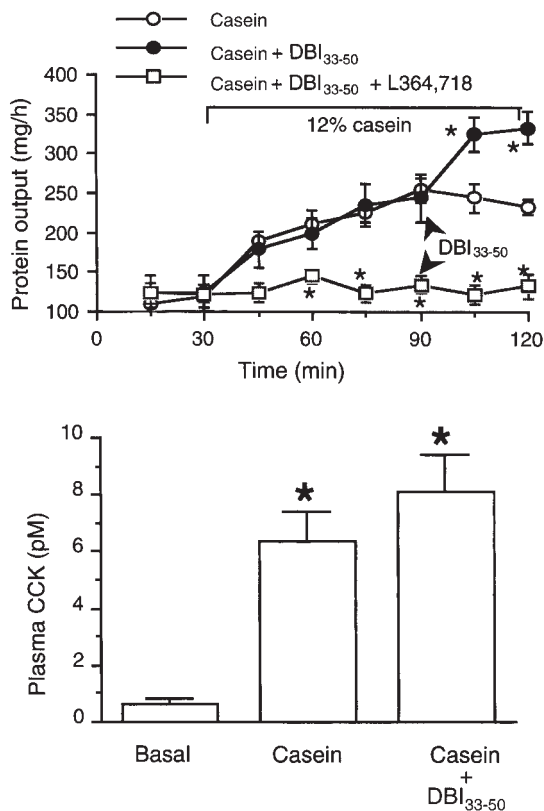 Casein
Casein + DBI33-50
Casein + DBI33-50 + L364,718
Protein output (mg/h)
400
350
300
250
200
150
100
12% casein
*
*
DBI33-50
*
*
*
*
*
0
30
60
90
120
Time (min)
Plasma CCK (pM)
10
8
6
4
2
0
*
*
Basal
Casein
Casein
+
DBI33-50